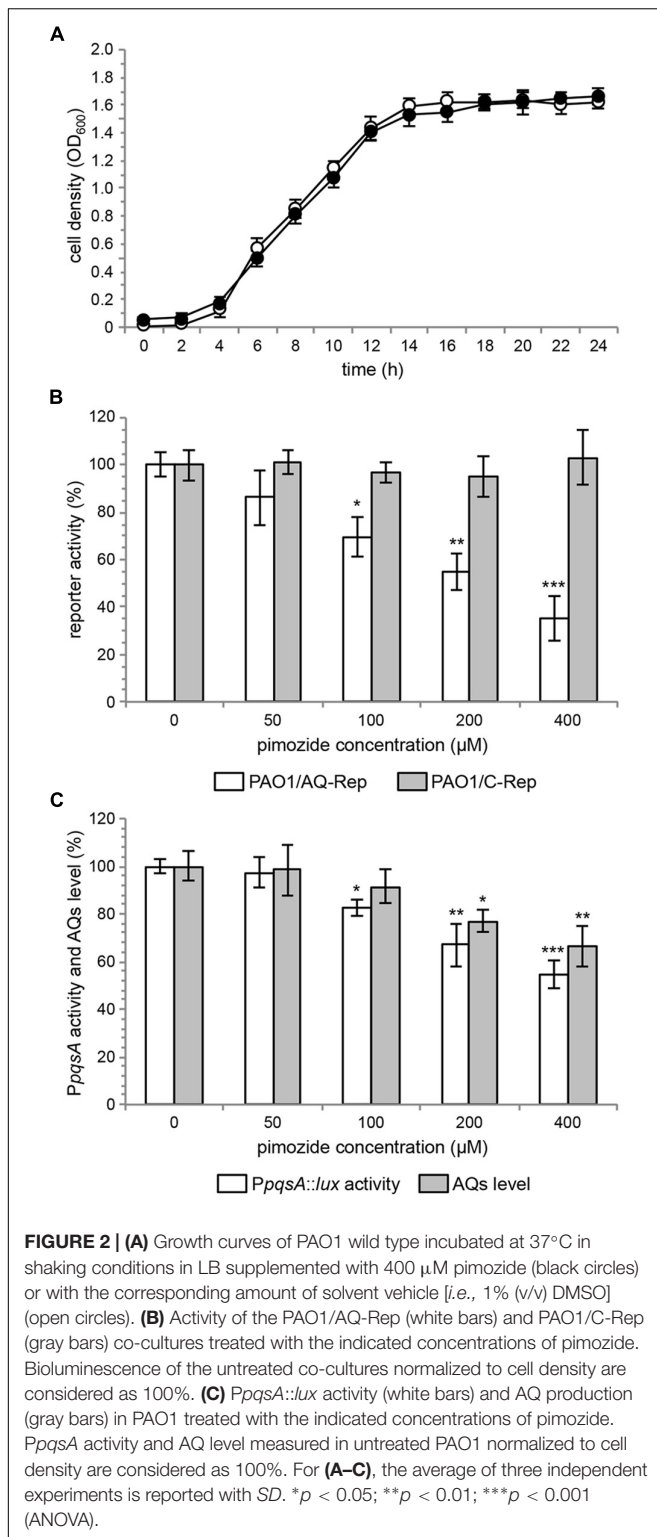 A
2.0
1.8
1.6
1.4
1.2
1.0
0.8
0.6
0.4
0.2
0
cell density (OD600)
0 2 4 6 8 10 12 14 16 18 20 22 24
time (h)
B
120
100
80
60
40
20
0
reporter activity (%)
*
**
***
0 50 100 200 400
pimozide concentration (µM)
PAO1/AQ-Rep PAO1/C-Rep
C
120
100
80
60
40
20
0
PpqsA activity and AQs level (%)
*
** *
*** **
0 50 100 200 400
pimozide concentration (µM)
PpqsA::lux activity AQs level
FIGURE 2 | (A) Growth curves of PAO1 wild type incubated at 37°C in
shaking conditions in LB supplemented with 400 µM pimozide (black circles)
or with the corresponding amount of solvent vehicle [i.e., 1% (v/v) DMSO]
(open circles). (B) Activity of the PAO1/AQ-Rep (white bars) and PAO1/C-Rep
(gray bars) co-cultures treated with the indicated concentrations of pimozide.
Bioluminescence of the untreated co-cultures normalized to cell density are
considered as 100%. (C) PpqsA::lux activity (white bars) and AQ production
(gray bars) in PAO1 treated with the indicated concentrations of pimozide.
PpqsA activity and AQ level measured in untreated PAO1 normalized to cell
density are considered as 100%. For (A–C), the average of three independent
experiments is reported with SD. *p < 0.05; **p < 0.01; ***p < 0.001
(ANOVA).